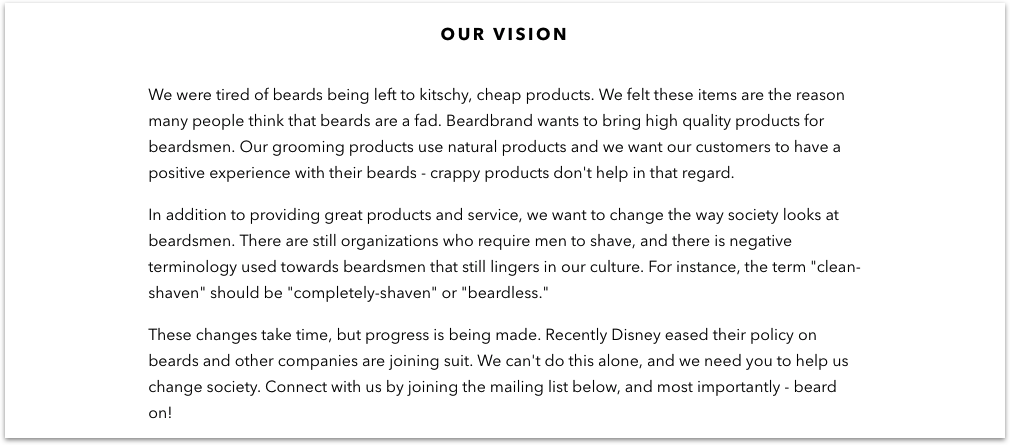 OUR VISION
We were tired of beards being left to kitschy, cheap products. We felt these items are the reason
many people think that beards are a fad. Beardbrand wants to bring high quality products for
beardsmen. Our grooming products use natural products and we want our customers to have a
positive experience with their beards - crappy products don't help in that regard.
In addition to providing great products and service, we want to change the way society looks at
beardsmen. There are still organizations who require men to shave, and there is negative
terminology used towards beardsmen that still lingers in our culture. For instance, the term "clean-
shaven" should be "completely-shaven" or "beardless."
These changes take time, but progress is being made. Recently Disney eased their policy on
beards and other companies are joining suit. We can't do this alone, and we need you to help us
change society. Connect with us by joining the mailing list below, and most importantly - beard
on!